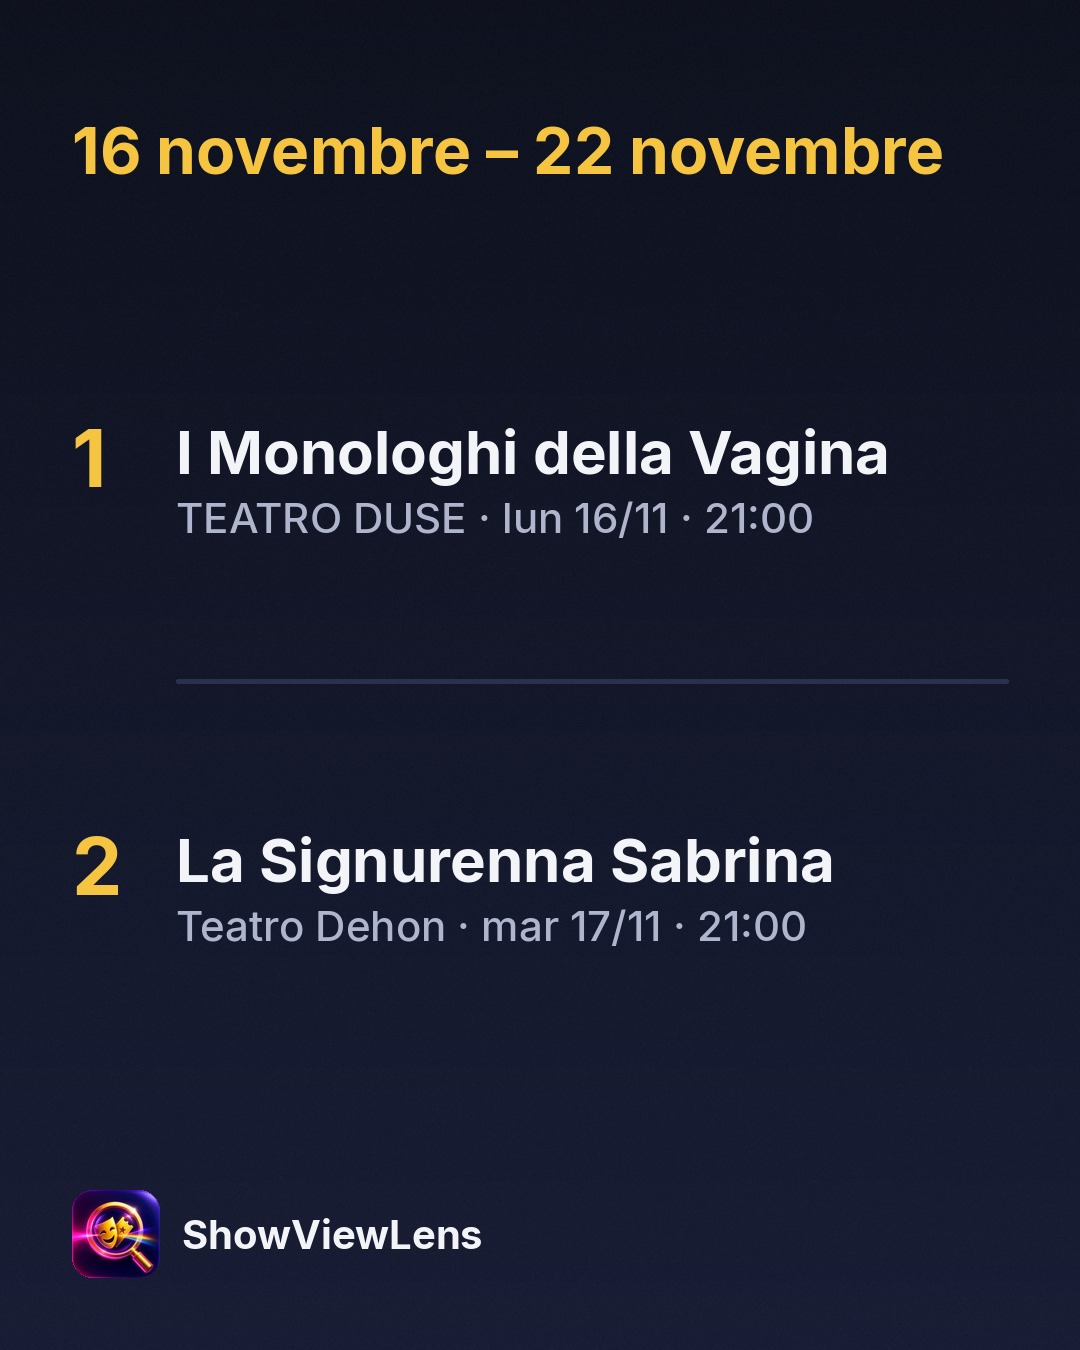 16 novembre – 22 novembre
1
I Monologhi della Vagina
TEATRO DUSE · lun 16/11 · 21:00
2
La Signurenna Sabrina
Teatro Dehon · mar 17/11 · 21:00
ShowViewLens